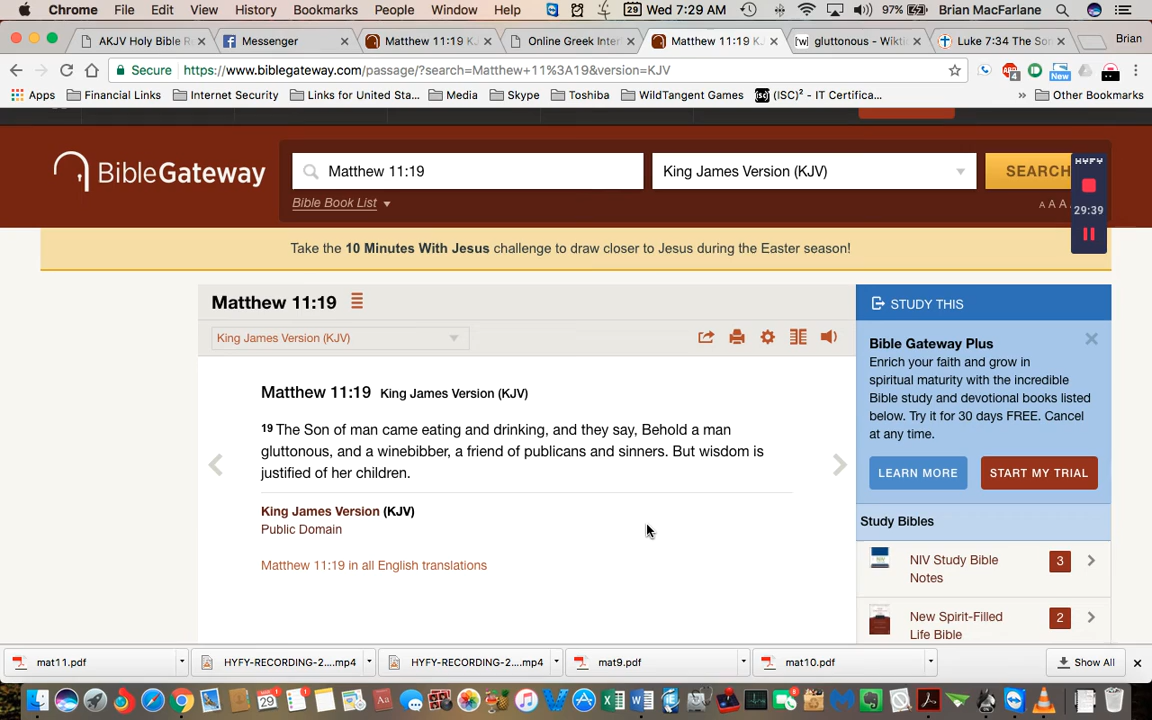 Chrome File Edit View History Bookmarks People Window Help 29 Wed 7:29 AM 97% Brian MacFarlane
AKJV Holy Bible R Messenger Matthew 11:19 K Online Greek Inter Matthew 11:19 K gluttonous - Wikti Luke 7:34 The So Brian
Secure https://www.biblegateway.com/passage/?search=Matthew+11%3A19&version=KJV 4 New
Apps Financial Links Internet Security Links for United Sta... Media Skype Toshiba WildTangent Games (ISC)² - IT Certifica... » Other Bookmarks
BibleGateway Matthew 11:19 King James Version (KJV) SEARCH
HYFY
29:39
Bible Book List A A A
Take the 10 Minutes With Jesus challenge to draw closer to Jesus during the Easter season!
Matthew 11:19
King James Version (KJV)
Matthew 11:19 King James Version (KJV)
19 The Son of man came eating and drinking, and they say, Behold a man
gluttonous, and a winebibber, a friend of publicans and sinners. But wisdom is
justified of her children.
King James Version (KJV)
Public Domain
Matthew 11:19 in all English translations
STUDY THIS
Bible Gateway Plus
Enrich your faith and grow in
spiritual maturity with the incredible
Bible study and devotional books listed
below. Try it for 30 days FREE. Cancel
at any time.
LEARN MORE START MY TRIAL
Study Bibles
NIV Study Bible
Notes 3
New Spirit-Filled
Life Bible 2
mat11.pdf HYFY-RECORDING-2....mp4 HYFY-RECORDING-2....mp4 mat9.pdf mat10.pdf Show All